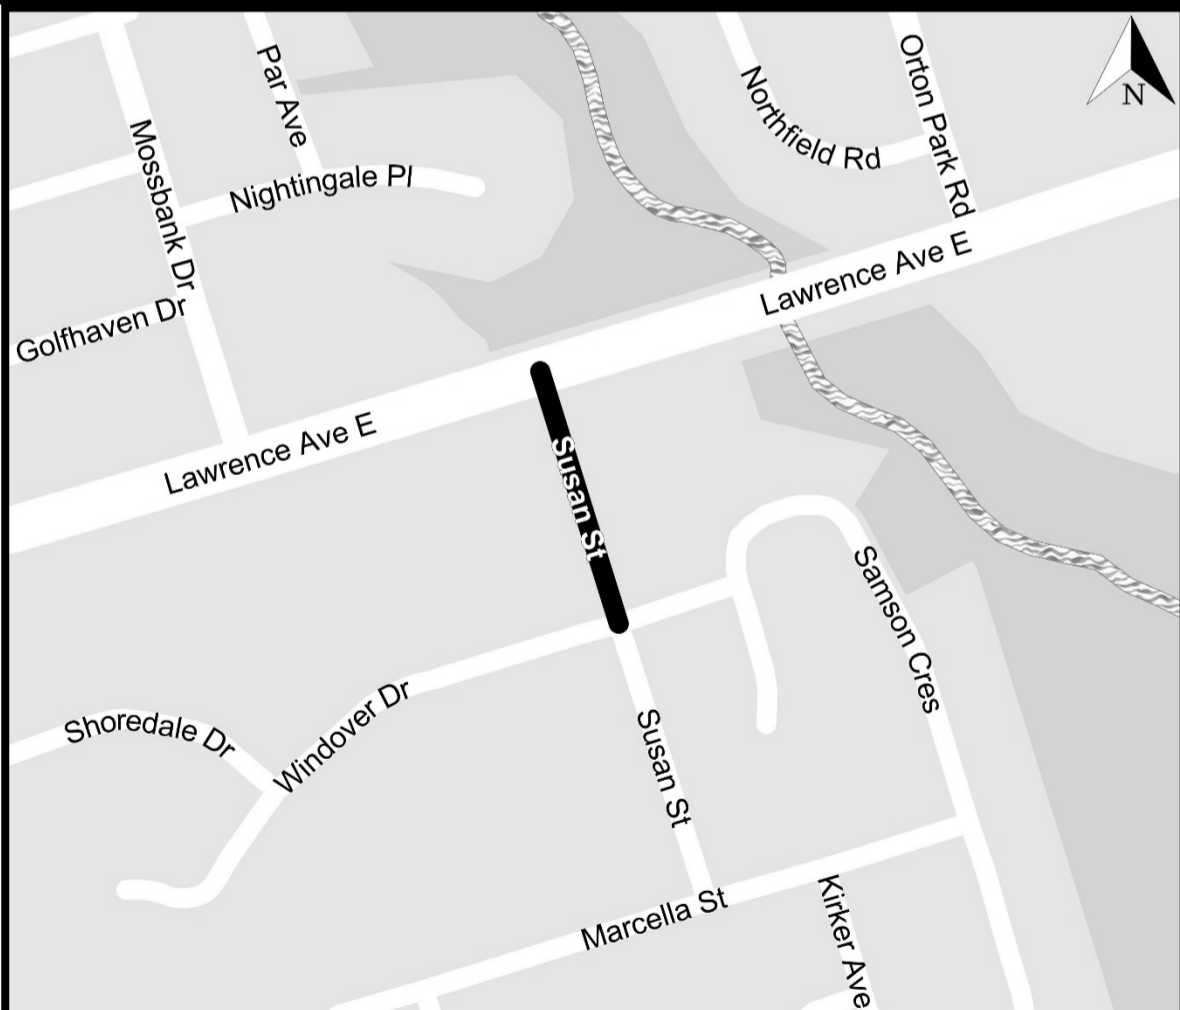 Par Ave
Orton Park Rd
Northfield Rd
N
Mossbank Dr
Nightingale Pl
Lawrence Ave E
Golfhaven Dr
Lawrence Ave E
Susan St
Samson Cres
Shoredale Dr
Windover Dr
Susan St
Marcella St
Kirker Ave